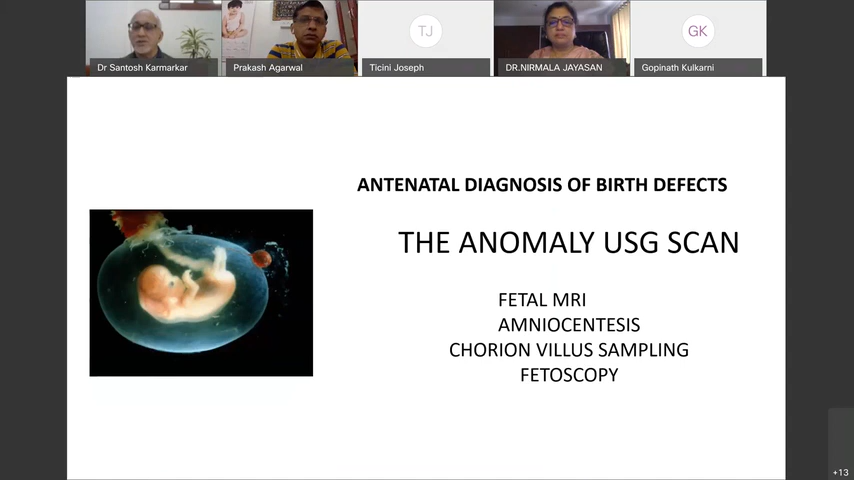 TJ
GK
Dr Santosh Karmarkar
Prakash Agarwal
Ticini Joseph
DR.NIRMALA JAYASAN
Gopinath Kulkarni
ANTENATAL DIAGNOSIS OF BIRTH DEFECTS
THE ANOMALY USG SCAN
FETAL MRI
AMNIOCENTESIS
CHORION VILLUS SAMPLING
FETOSCOPY
+13